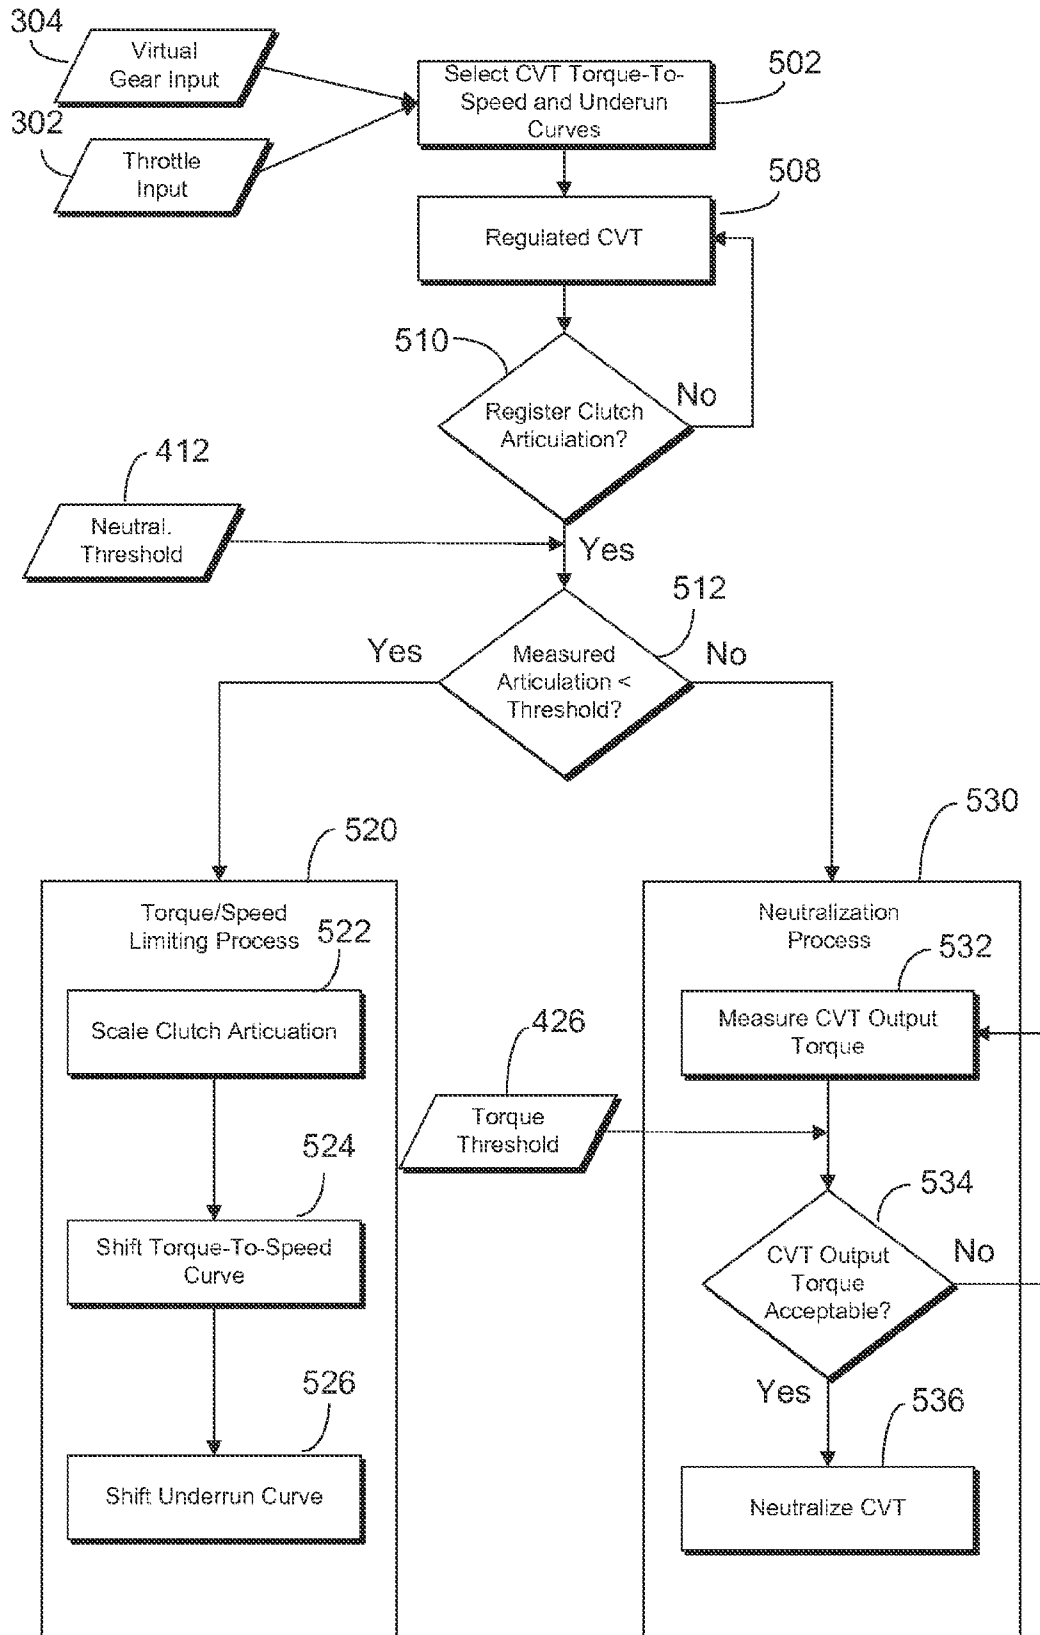 304
Virtual
Gear Input
302
Throttle
Input
Select CVT Torque-To-
Speed and Underun
Curves
502
508
Regulated CVT
510
Register Clutch
Articulation?
No
412
Neutral.
Threshold
Yes
512
Yes
Measured
Articulation <
Threshold?
No
520
Torque/Speed
Limiting Process
522
Scale Clutch Articuation
524
Shift Torque-To-Speed
Curve
526
Shift Underrun Curve
530
Neutralization
Process
532
Measure CVT Output
Torque
426
Torque
Threshold
534
CVT Output
Torque
Acceptable?
No
Yes
536
Neutralize CVT